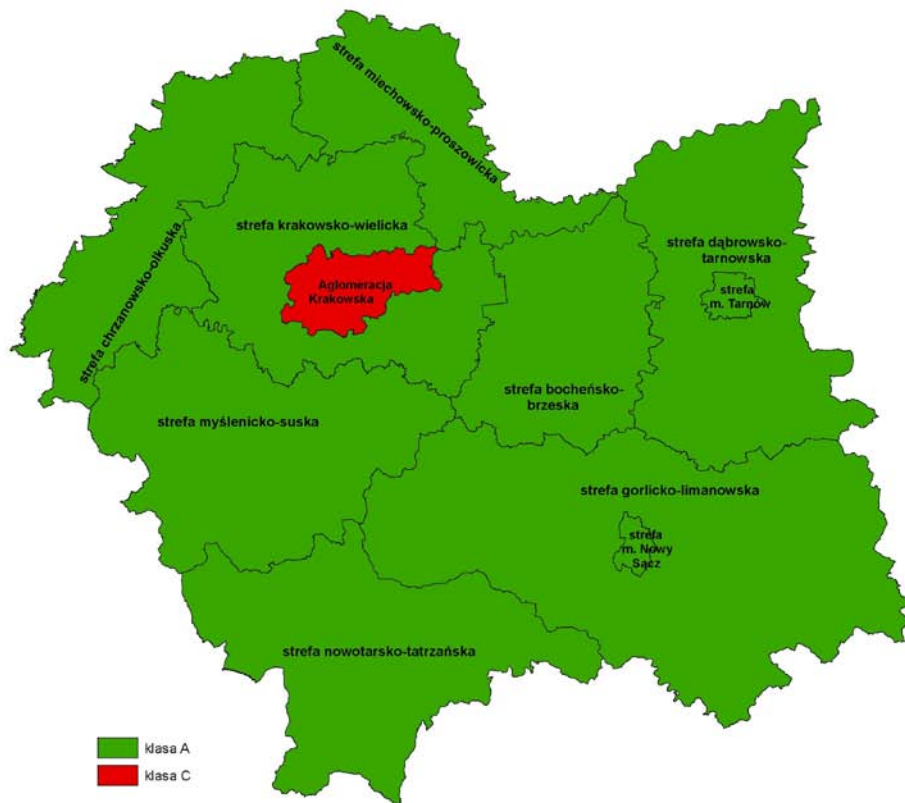 strefa miechowsko-proszowicka
strefa krakowsko-wielicka
strefa chrzanowsko-olkuska
Aglomeracja
Krakowska
strefa dąbrowsko-
tarnowska
strefa
m. Tarnów
strefa bocheńsko-
brzeska
strefa myślenicko-suska
strefa gorlicko-limanowska
strefa
m. Nowy
Sącz
strefa nowotarsko-tatrzańska
klasa A
klasa C